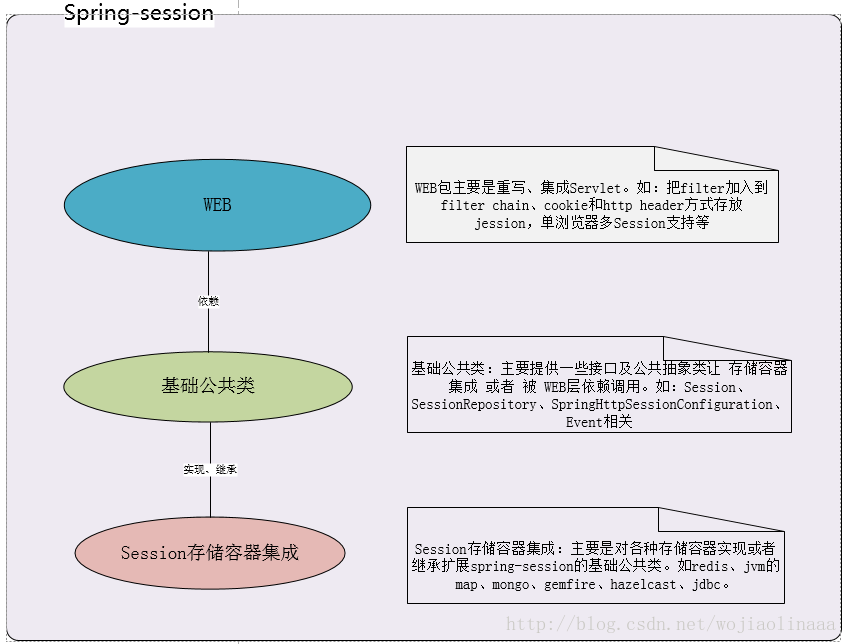 Spring-session
WEB
WEB包主要是重写、集成Servlet。如：把filter加入到
filter chain、cookie和http header方式存放
jession，单浏览器多Session支持等
依赖
基础公共类
基础公共类：主要提供一些接口及公共抽象类让 存储容器
集成 或者 被 WEB层依赖调用。如：Session、
SessionRepository、SpringHttpSessionConfiguration、
Event相关
实现、继承
Session存储容器集成
Session存储容器集成：主要是对各种存储容器实现或者
继承扩展spring-session的基础公共类。如redis、jvm的
map、mongo、gemfire、hazelcast、jdbc。
http://blog.csdn.net/wojiaolinaaa